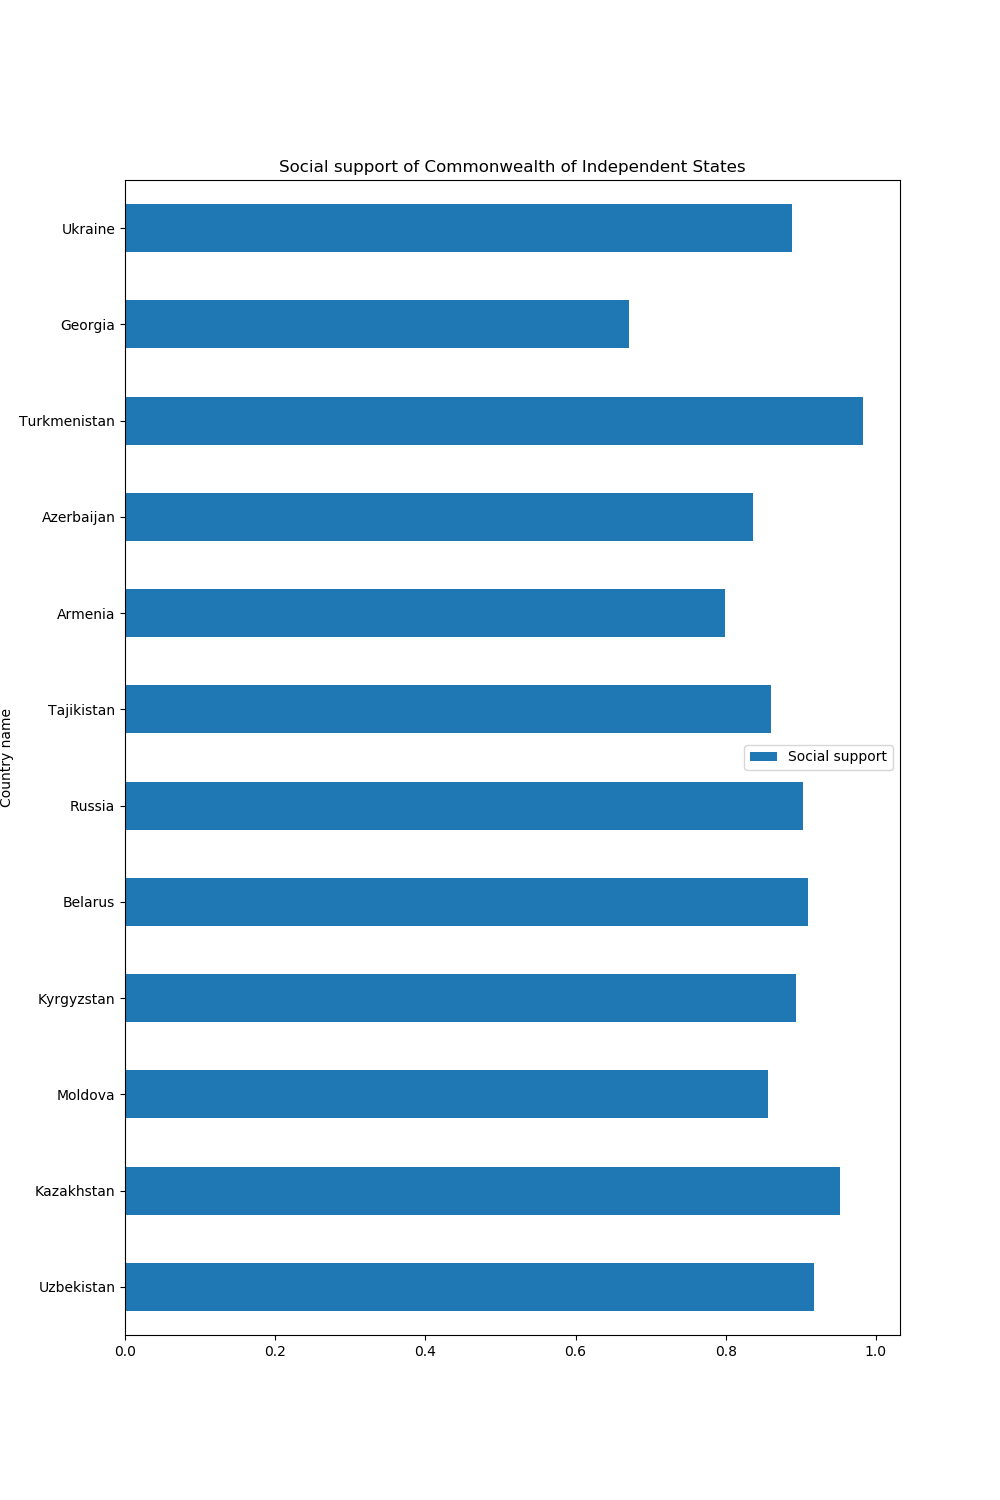 Social support of Commonwealth of Independent States
Ukraine
Georgia
Turkmenistan
Azerbaijan
Armenia
Tajikistan
Country name
Social support
Russia
Belarus
Kyrgyzstan
Moldova
Kazakhstan
Uzbekistan
0.0 0.2 0.4 0.6 0.8 1.0